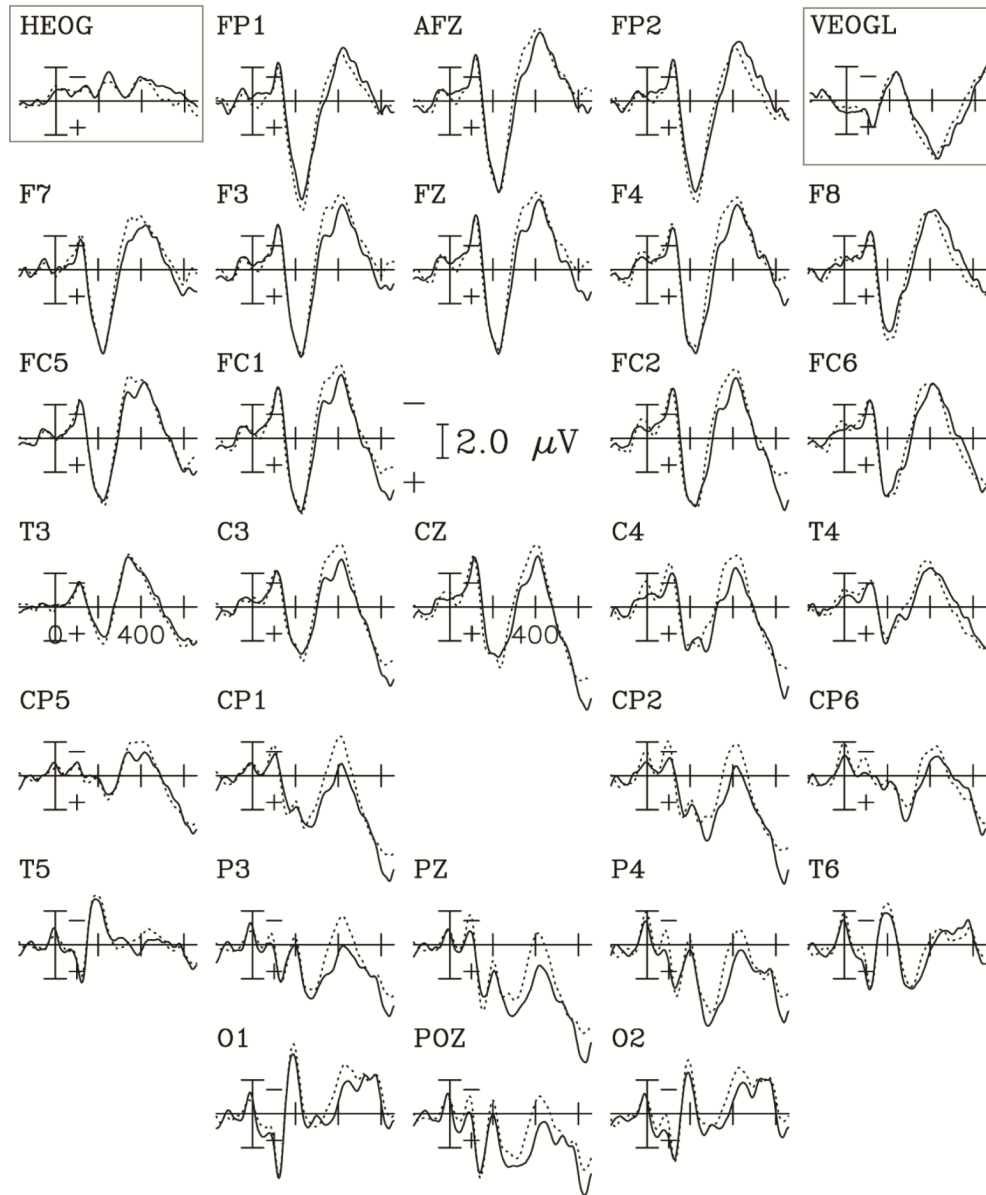 HEOG FP1 AFZ FP2 VEOGL
− − − − −
+ + + + +
F7 F3 FZ F4 F8
− − − − −
+ + + + +
FC5 FC1 FC2 FC6
− − − − −
2.0 μV
+ + + + +
T3 C3 CZ C4 T4
− − − − −
0 + 400 + + 400 + +
CP5 CP1 CP2 CP6
− − − −
+ + + +
T5 P3 PZ P4 T6
− − − − −
+ + + + +
O1 POZ O2
− − −
+ + +